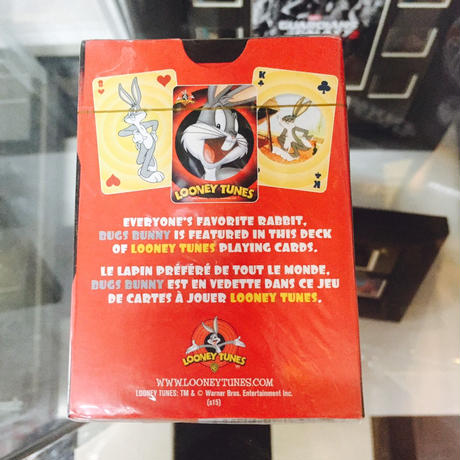 GUARDIANS
8
K
LOONEY TUNES
K
EVERYONE'S FAVORITE RABBIT,
BUGS BUNNY IS FEATURED IN THIS DECK
OF LOONEY TUNES PLAYING CARDS.
LE LAPIN PRÉFÉRÉ DE TOUT LE MONDE,
BUGS BUNNY EST EN VEDETTE DANS CE JEU
DE CARTES À JOUER LOONEY TUNES.
LOONEY TUNES
WWW.LOONEYTUNES.COM
LOONEY TUNES: TM & © Warner Bros. Entertainment Inc.
(s15)